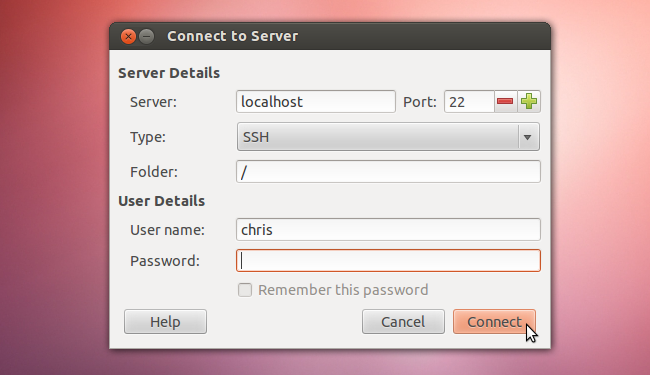 Connect to Server
Server Details
Server: localhost Port: 22
Type: SSH
Folder: /
User Details
User name: chris
Password:
Remember this password
Help Cancel Connect